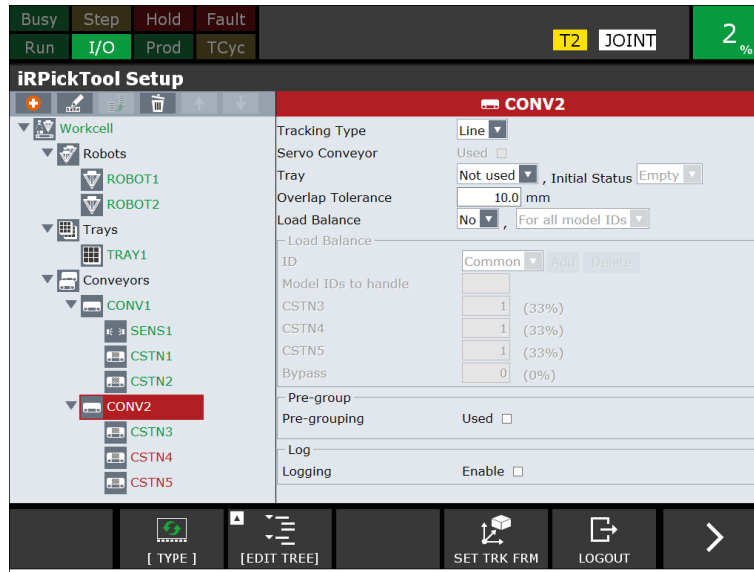 Busy Step Hold Fault
Run I/O Prod TCyc
T2 JOINT
2 %
iRPickTool Setup
CONV2
Workcell
Robots
ROBOT1
ROBOT2
Trays
TRAY1
Conveyors
CONV1
SENS1
CSTN1
CSTN2
CONV2
CSTN3
CSTN4
CSTN5
Tracking Type Line
Servo Conveyor Used
Tray Not used , Initial Status Empty
Overlap Tolerance 10.0 mm
Load Balance No , For all model IDs
Load Balance
ID Common Add Delete
Model IDs to handle
CSTN3 1 (33%)
CSTN4 1 (33%)
CSTN5 1 (33%)
Bypass 0 (0%)
Pre-group
Pre-grouping Used
Log
Logging Enable
[ TYPE ] [EDIT TREE] SET TRK FRM LOGOUT